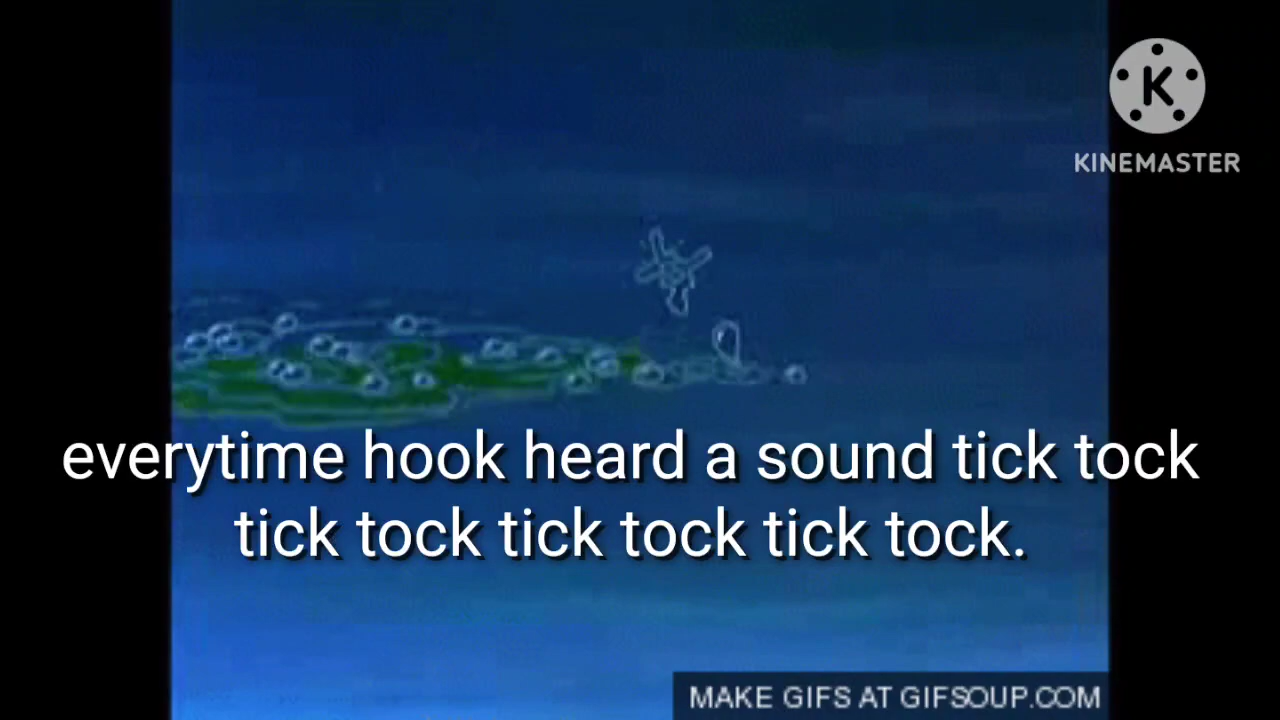 K
KINEMASTER
everytime hook heard a sound tick tock
tick tock tick tock tick tock.
MAKE GIFS AT GIFSOUP.COM